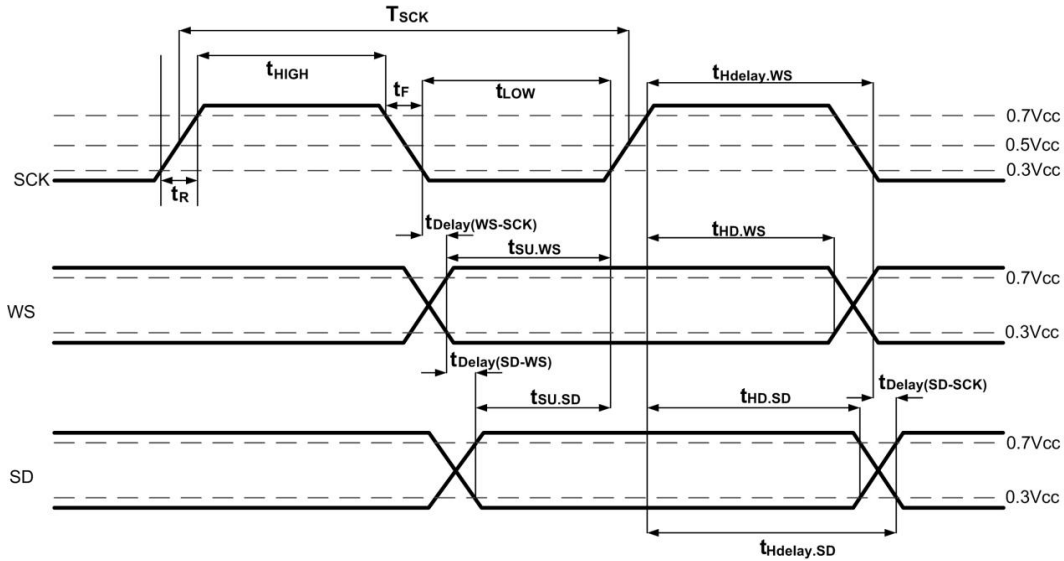 TSCK
tHIGH
tF
tLOW
tHdelay.WS
0.7Vcc
0.5Vcc
0.3Vcc
SCK
tR
tDelay(WS-SCK)
tSU.WS
tHD.WS
0.7Vcc
WS
0.3Vcc
tDelay(SD-WS)
tSU.SD
tHD.SD
tDelay(SD-SCK)
0.7Vcc
SD
0.3Vcc
tHdelay.SD